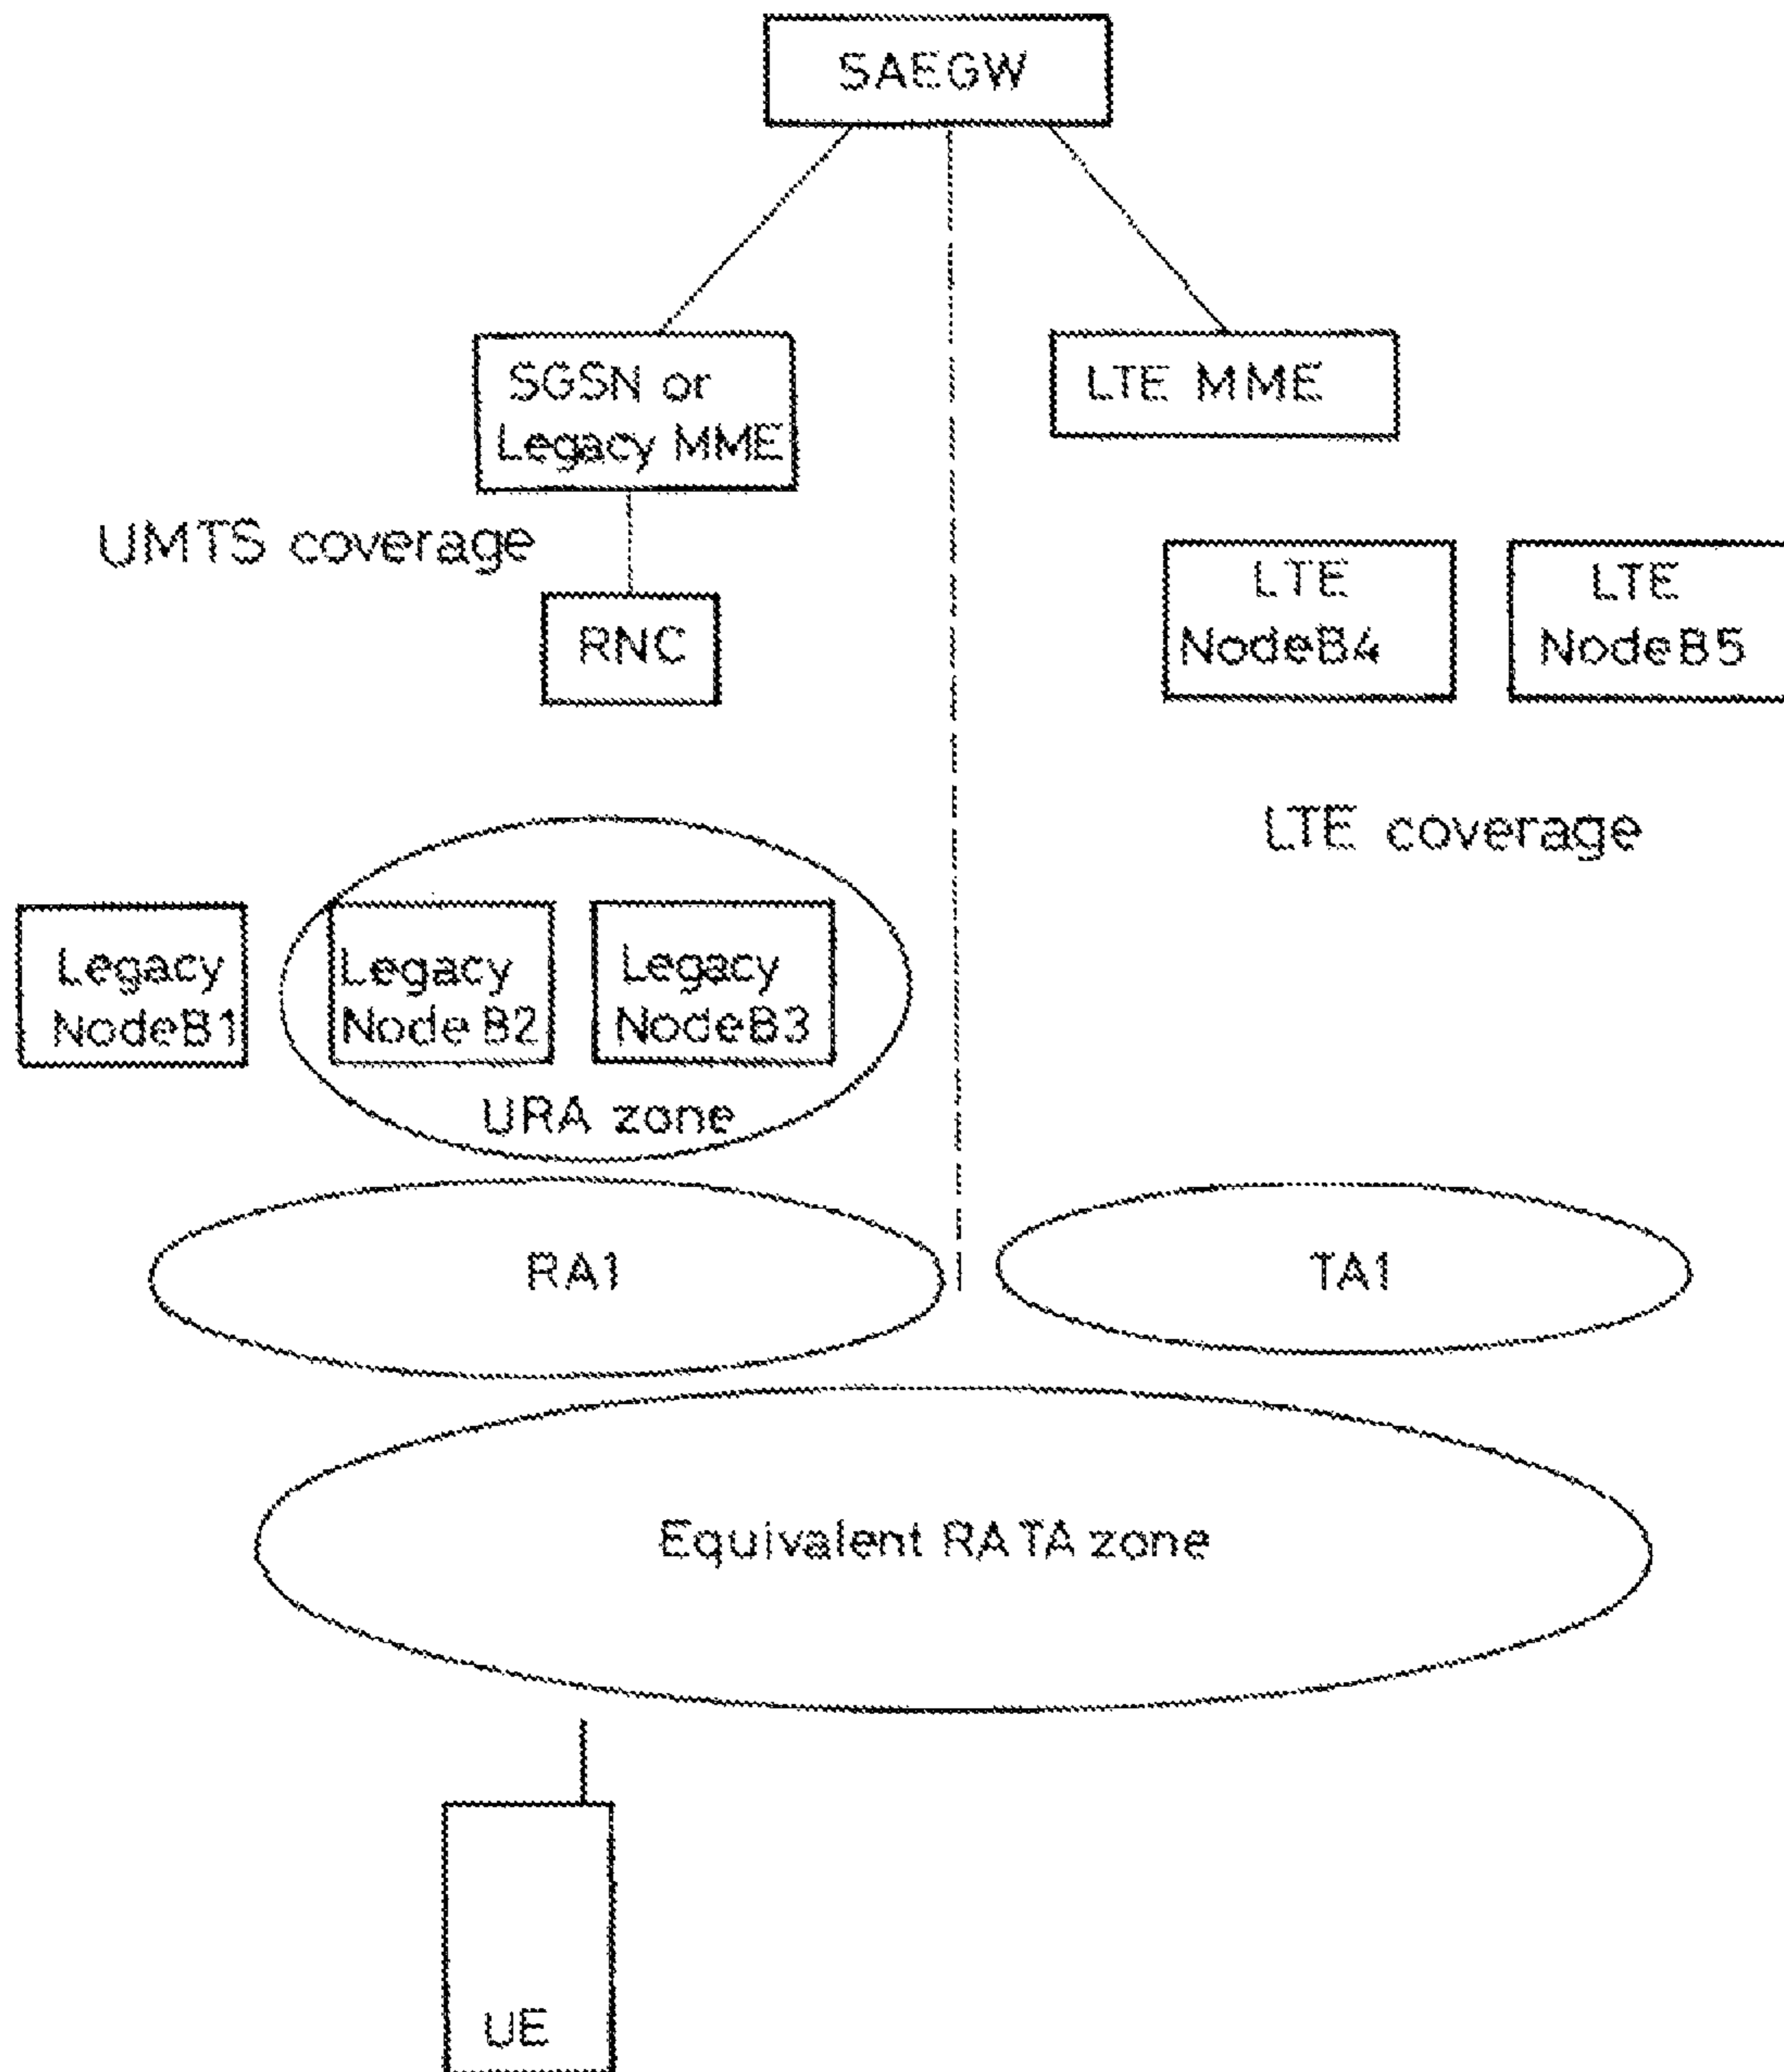 SAEGW
SGSN or
Legacy MME
LTE MME
UMTS coverage
RNC
LTE
NodeB4
LTE
NodeB5
LTE coverage
Legacy
NodeB1
Legacy
Node B2
Legacy
NodeB3
URA zone
RA1
TA1
Equivalent RA TA zone
UE